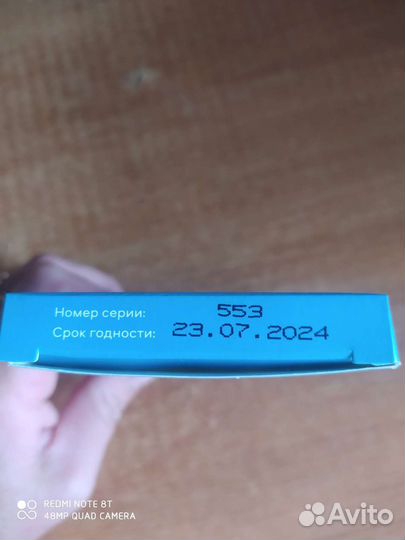 Номер серии: 553
Срок годности: 23.07.2024
REDMI NOTE 8T
48MP QUAD CAMERA
Avito